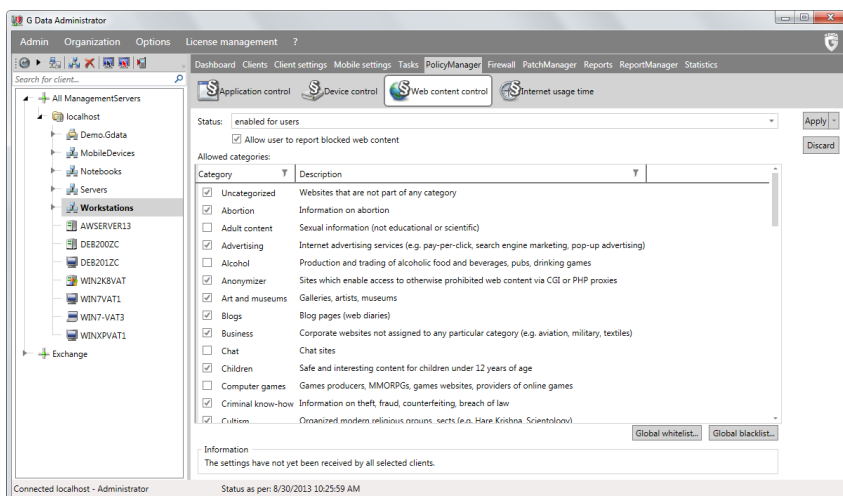 G Data Administrator
Admin Organization Options License management ?
Dashboard Clients Client settings Mobile settings Tasks PolicyManager Firewall PatchManager Reports ReportManager Statistics
Search for client...
Application control Device control Web content control Internet usage time
All ManagementServers
localhost
Demo.Gdata
MobileDevices
Notebooks
Servers
Workstations
AWSERVER13
DEB200ZC
DEB201ZC
WIN2K8VAT
WIN7VAT1
WIN7-VAT3
WINXPVAT1
Exchange
Status: enabled for users
Apply
Allow user to report blocked web content
Discard
Allowed categories:
Category Description
Uncategorized Websites that are not part of any category
Abortion Information on abortion
Adult content Sexual information (not educational or scientific)
Advertising Internet advertising services (e.g. pay-per-click, search engine marketing, pop-up advertising)
Alcohol Production and trading of alcoholic food and beverages, pubs, drinking games
Anonymizer Sites which enable access to otherwise prohibited web content via CGI or PHP proxies
Art and museums Galleries, artists, museums
Blogs Blog pages (web diaries)
Business Corporate websites not assigned to any particular category (e.g. aviation, military, textiles)
Chat Chat sites
Children Safe and interesting content for children under 12 years of age
Computer games Games producers, MMORPGs, games websites, providers of online games
Criminal know-how Information on theft, fraud, counterfeiting, breach of law
Cultism Organized modern religious groups, sects (e.g. Hare Krishna, Scientology)
Global whitelist... Global blacklist...
Information
The settings have not yet been received by all selected clients.
Connected localhost - Administrator Status as per: 8/30/2013 10:25:59 AM